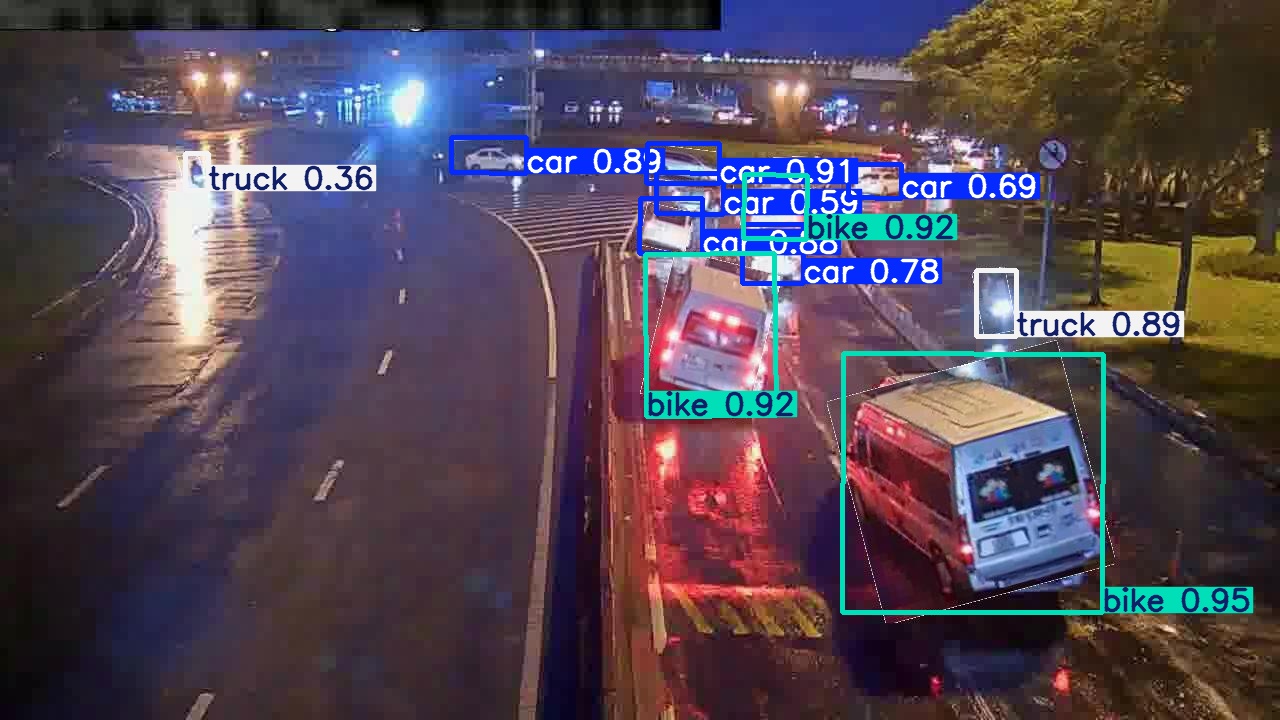 car 0.89
car 0.91
truck 0.36
car 0.69
car 0.59
bike 0.92
car 0.88
car 0.78
truck 0.89
bike 0.92
bike 0.95